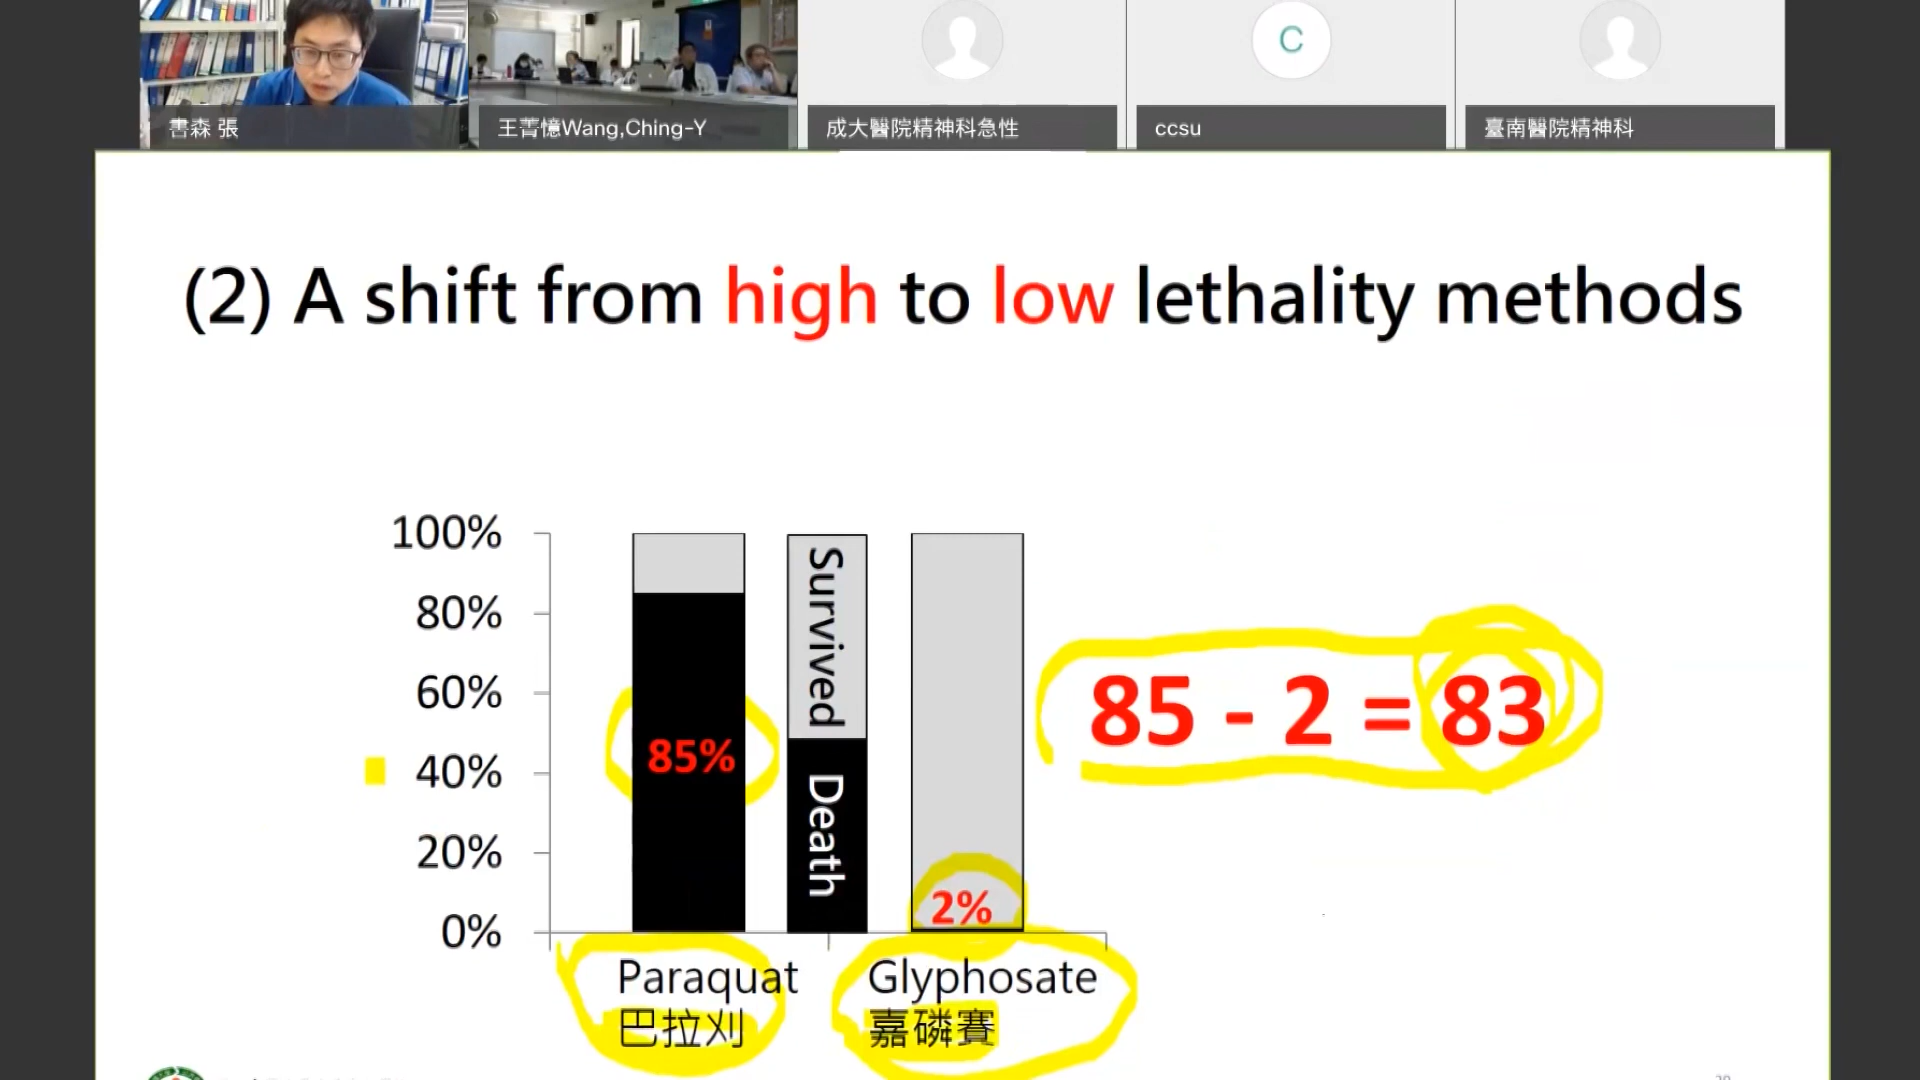 書森 張
王菁憶Wang,Ching-Y
成大醫院精神科急性
ccsu
臺南醫院精神科
C
(2) A shift from high to low lethality methods
100%
80%
60%
40%
20%
0%
85%
Survived
Death
2%
85 - 2 = 83
Paraquat
巴拉刈
Glyphosate
嘉磷賽